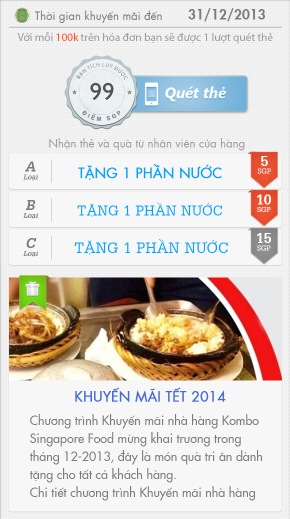 Thời gian khuyến mãi đến 31/12/2013
Với mỗi 100k trên hóa đơn bạn sẽ được 1 lượt quét thẻ
BẠN TÍCH LŨY ĐƯỢC
99
ĐIỂM SGP
Quét thẻ
Nhận thẻ và quà từ nhân viên cửa hàng
A
Loại
TẶNG 1 PHẦN NƯỚC
5
SGP
B
Loại
TẶNG 1 PHẦN NƯỚC
10
SGP
C
Loại
TẶNG 1 PHẦN NƯỚC
15
SGP
KHUYẾN MÃI TẾT 2014
Chương trình Khuyến mãi nhà hàng Kombo
Singapore Food mừng khai trương trong
tháng 12-2013, đây là món quà tri ân dành
tặng cho tất cả khách hàng.
Chi tiết chương trình Khuyến mãi nhà hàng